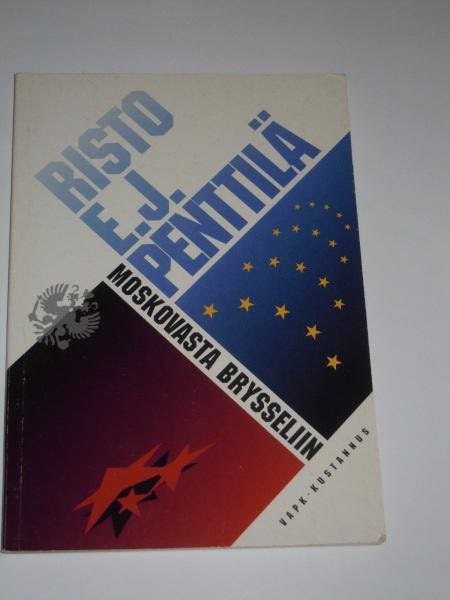 RISTO
E.J.
PENTTILÄ
MOSKOVASTA BRYSSELIIN
VAPK-KUSTANNUS